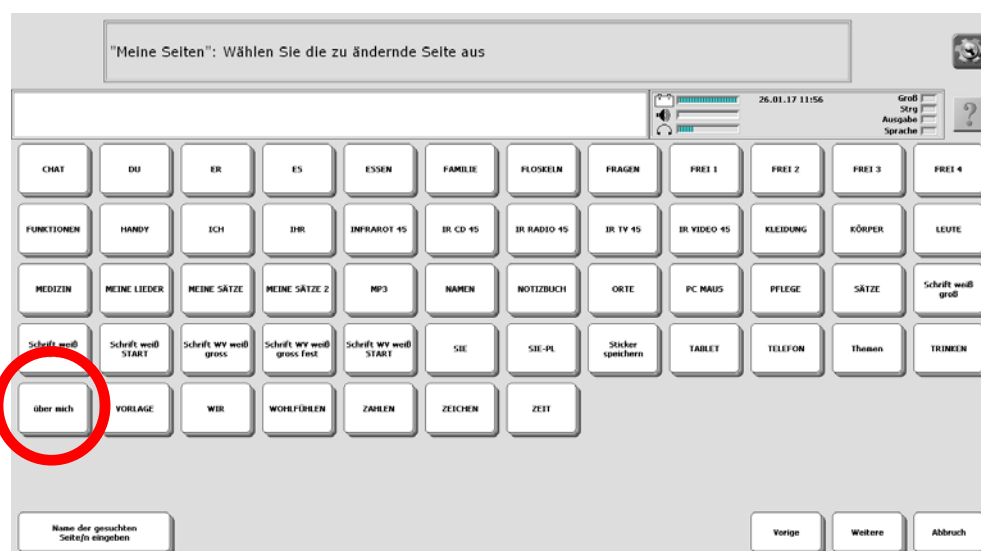 "Meine Seiten": Wählen Sie die zu ändernde Seite aus
26.01.17 11:56
Groß
Strg
Ausgabe
Sprache
?
CHAT DU ER ES ESSEN FAMILIE FLOSKELN FRAGEN FREI 1 FREI 2 FREI 3 FREI 4
FUNKTIONEN HANDY ICH IHR INFRAROT 45 IR CD 45 IR RADIO 45 IR TV 45 IR VIDEO 45 KLEIDUNG KÖRPER LEUTE
MEDIZIN MEINE LIEDER MEINE SÄTZE MEINE SÄTZE 2 MP3 NAMEN NOTIZBUCH ORTE PC MAUS PFLEGE SÄTZE Schrift weiß
groß
Schrift weiß Schrift weiß Schrift WV weiß Schrift WV weiß Schrift WV weiß SIE SIE-PL Sticker TABLET TELEFON Themen TRINKEN
START gross gross fest START speichern
über mich VORLAGE WIR WOHLFÜHLEN ZAHLEN ZEICHEN ZEIT
Name der gesuchten
Seite/n eingeben
Vorige Weitere Abbruch